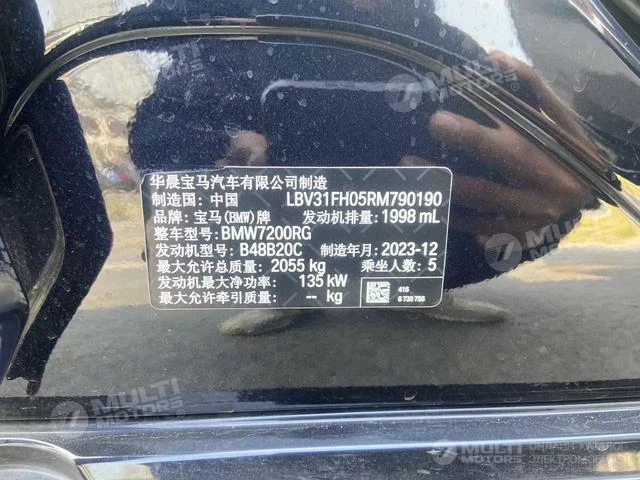 MULTI
MOTORS®
华晨宝马汽车有限公司制造
制造国: 中国 LBV31FH05RM790190
品牌: 宝马(BMW)牌 发动机排量: 1998 mL
整车型号: BMW7200RG
发动机型号: B48B20C 制造年月: 2023-12
最大允许总质量: 2055 kg 乘坐人数: 5
发动机最大净功率: 135 kW
最大允许牵引质量: -- kg
416
8 738 755
MULTI
MOTORS®
MULTI
MOTORS®